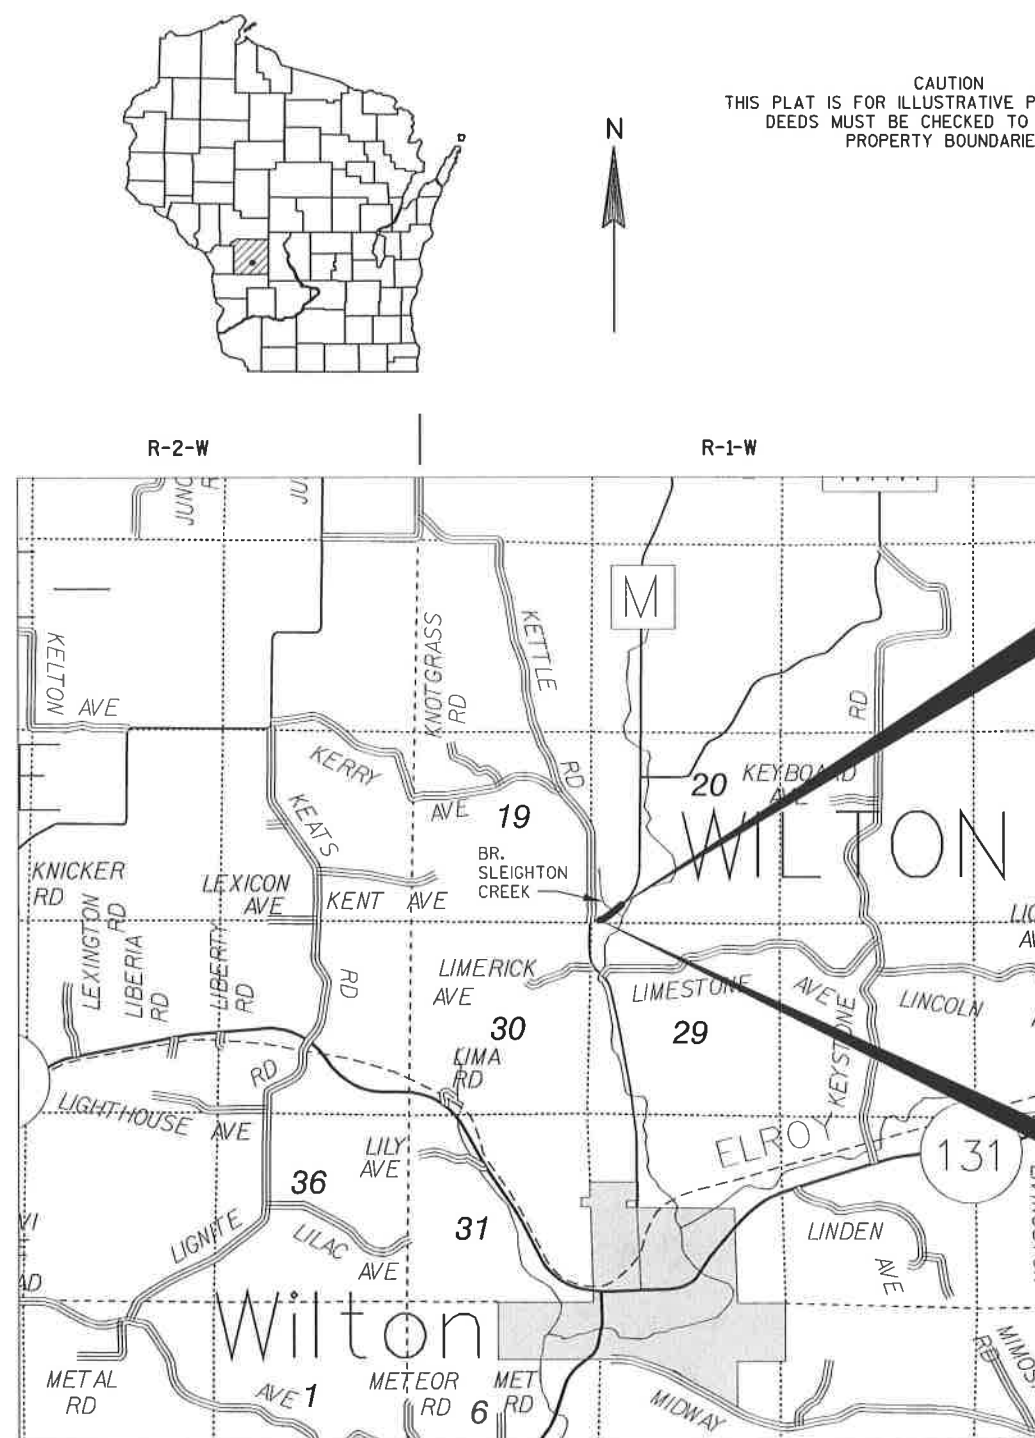 CAUTION
THIS PLAT IS FOR ILLUSTRATIVE
DEEDS MUST BE CHECKED TO
PROPERTY
N
R-2-W
R-1-W
M
KELTON
AVE
KNOTGRASS
RD
KETTLE
RD
RD
KERRY
AVE
19
20
KEYBOARD
AVE
WILTON
KEATS
RD
BR.
SLEIGHTON
CREEK
KNICKER
RD
LEXICON
AVE
KENT AVE
LEXINGTON
RD
LIBERIA
RD
LIBERTY
RD
LIMERICK
AVE
LIMESTONE
AVE
LINCOLN
30
29
KEYSTONE
RD
LIMA
RD
LIGHTHOUSE AVE
ELROY
131
LILY
AVE
36
31
LIGNITE
LILAC
AVE
LINDEN
AVE
Wilton
METAL
RD
AVE
1
METEOR
RD
6
MET
RD
MIDWAY
RD